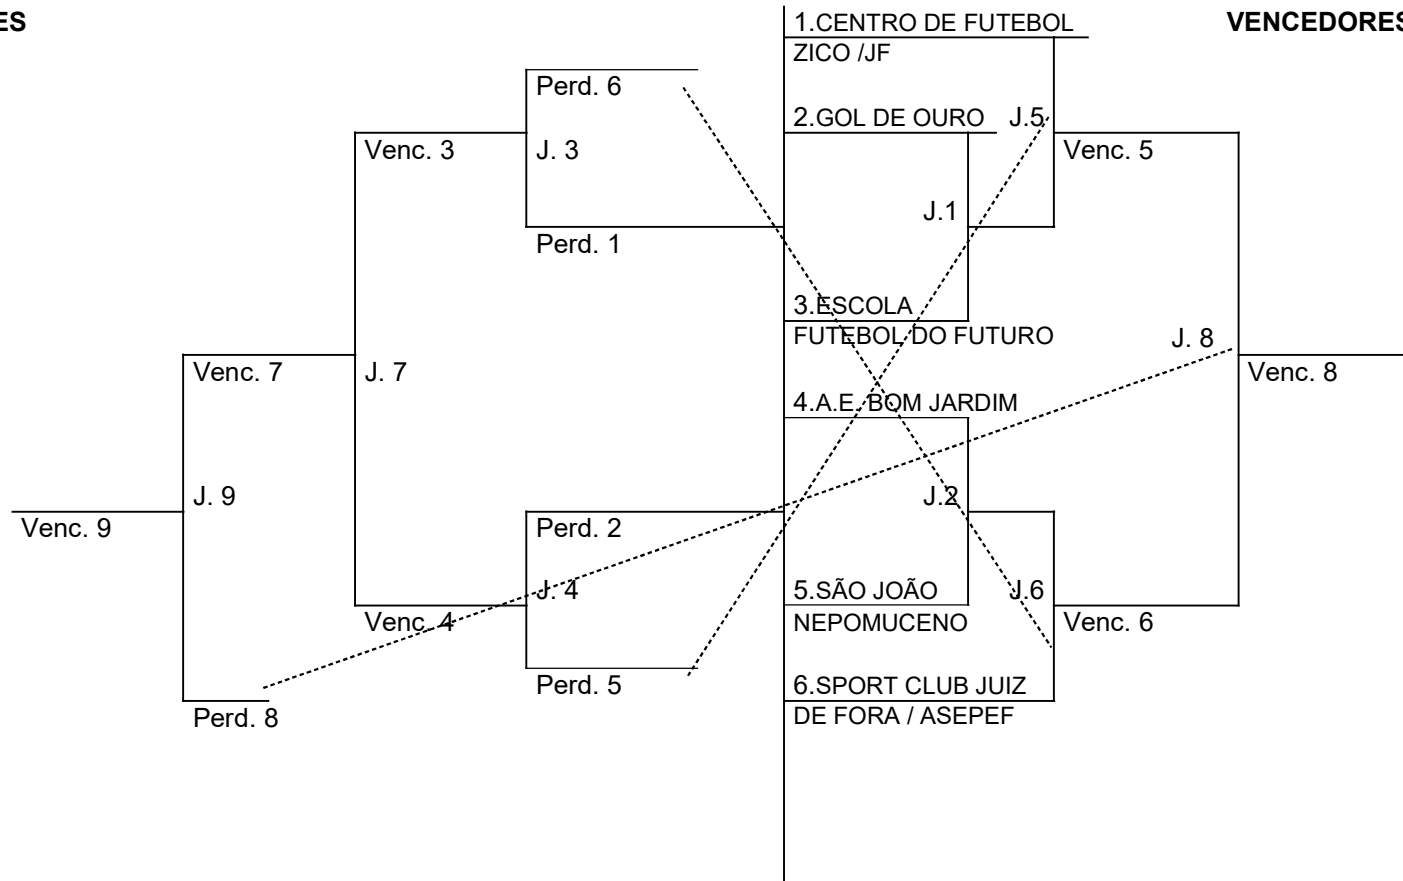 ES
VENCEDORES
1.CENTRO DE FUTEBOL
ZICO /JF
Perd. 6
2.GOL DE OURO
J.5
Venc. 3
J. 3
Venc. 5
J.1
Perd. 1
3.ESCOLA
FUTEBOL DO FUTURO
J. 8
Venc. 7
J. 7
Venc. 8
4.A.E. BOM JARDIM
J. 9
J.2
Venc. 9
Perd. 2
J. 4
5.SÃO JOÃO
J.6
Venc. 4
NEPOMUCENO
Venc. 6
Perd. 5
6.SPORT CLUB JUIZ
Perd. 8
DE FORA / ASEPEF